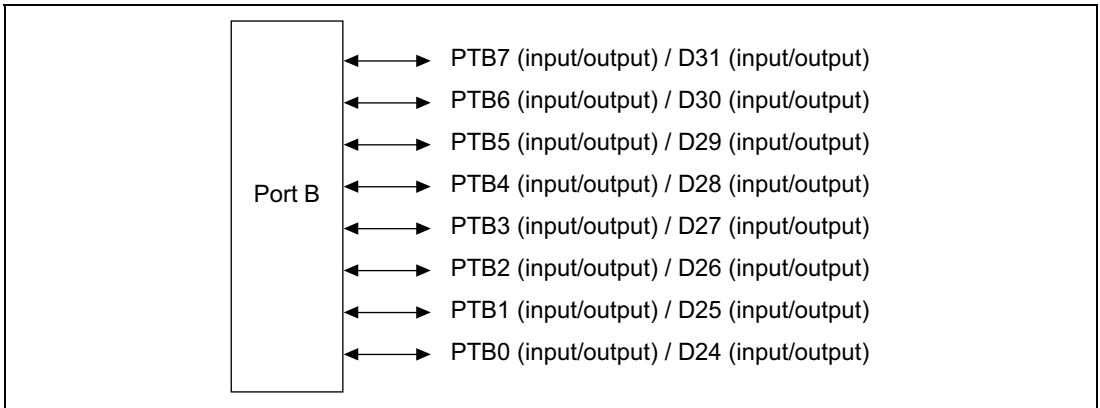 PTB7 (input/output) / D31 (input/output)
PTB6 (input/output) / D30 (input/output)
PTB5 (input/output) / D29 (input/output)
PTB4 (input/output) / D28 (input/output)
Port B
PTB3 (input/output) / D27 (input/output)
PTB2 (input/output) / D26 (input/output)
PTB1 (input/output) / D25 (input/output)
PTB0 (input/output) / D24 (input/output)